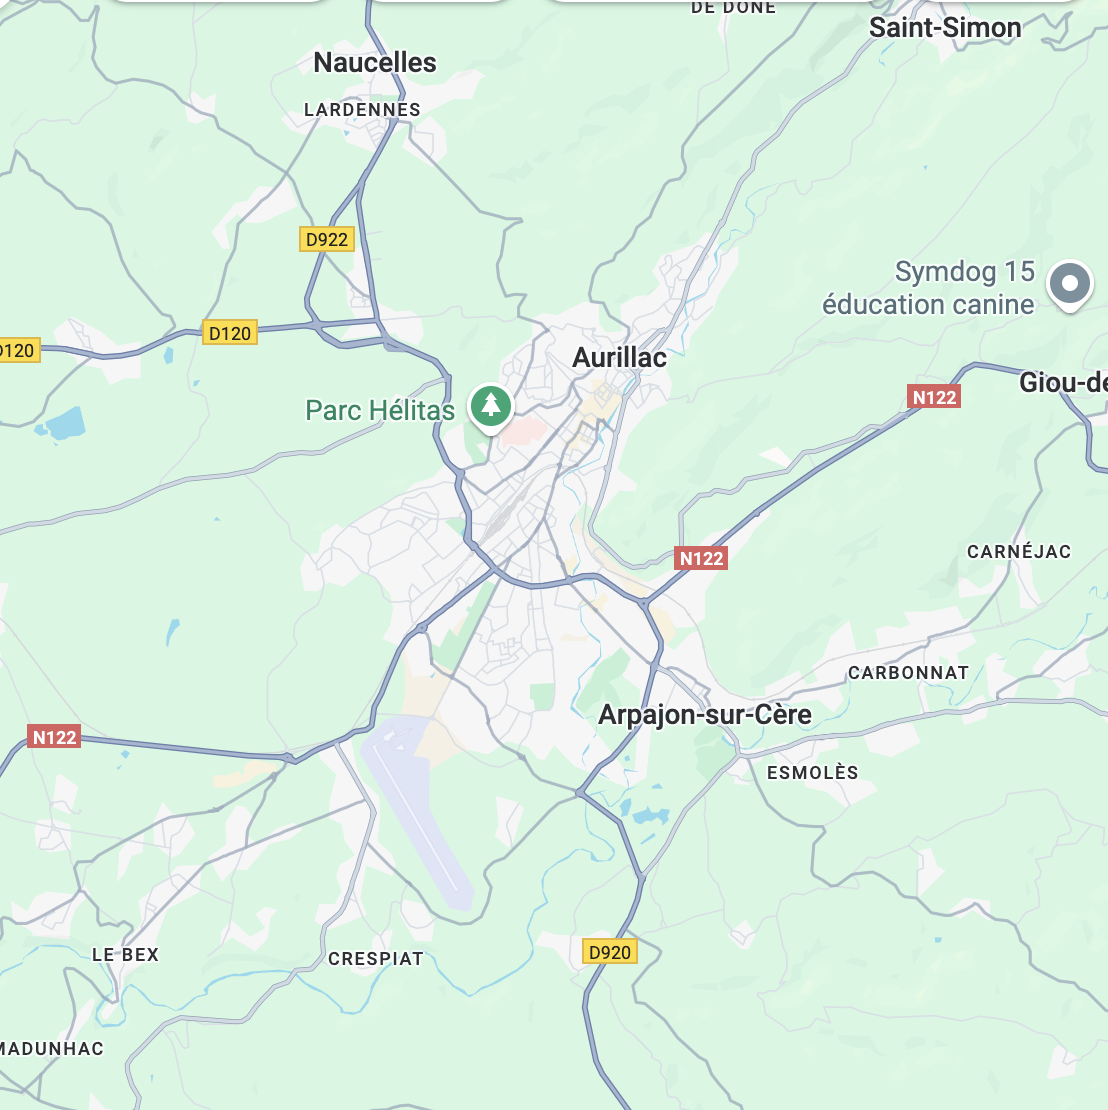 DE DONE
Saint-Simon
Naucelles
LARDENNES
D922
Symdog 15
éducation canine
D120
D120
Aurillac
Giou-de
N122
Parc Hélitas
CARNÉJAC
N122
CARBONNAT
Arpajon-sur-Cère
N122
ESMOLÈS
D920
LE BEX
CRESPIAT
MADUNHAC